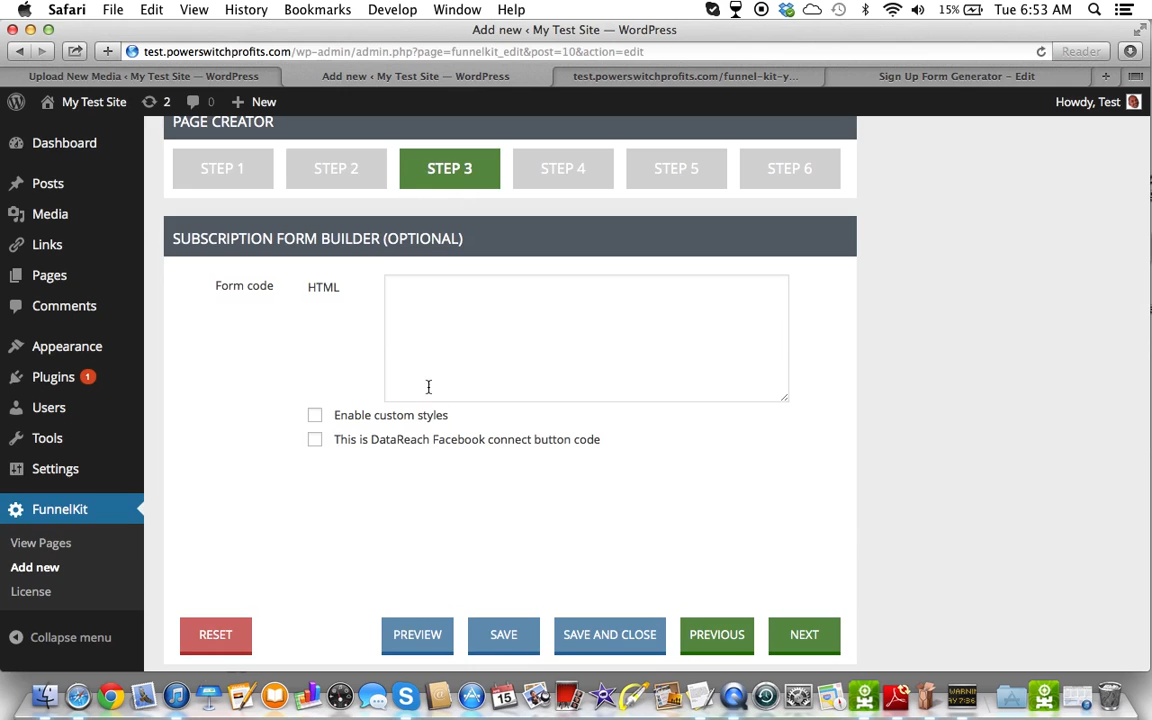 Safari File Edit View History Bookmarks Develop Window Help 15% Tue 6:53 AM
Add new ‹ My Test Site — WordPress
test.powerswitchprofits.com/wp-admin/admin.php?page=funnelkit_edit&post=10&action=edit Reader
Upload New Media ‹ My Test Site — WordPress Add new ‹ My Test Site — WordPress test.powerswitchprofits.com/funnel-kit-y... Sign Up Form Generator – Edit
My Test Site 2 0 New Howdy, Test
PAGE CREATOR
Dashboard
STEP 1 STEP 2 STEP 3 STEP 4 STEP 5 STEP 6
Posts
Media
Links
SUBSCRIPTION FORM BUILDER (OPTIONAL)
Pages
Form code HTML
Comments
Appearance
Plugins 1
Users
Enable custom styles
Tools
This is DataReach Facebook connect button code
Settings
FunnelKit
View Pages
Add new
License
Collapse menu
RESET PREVIEW SAVE SAVE AND CLOSE PREVIOUS NEXT